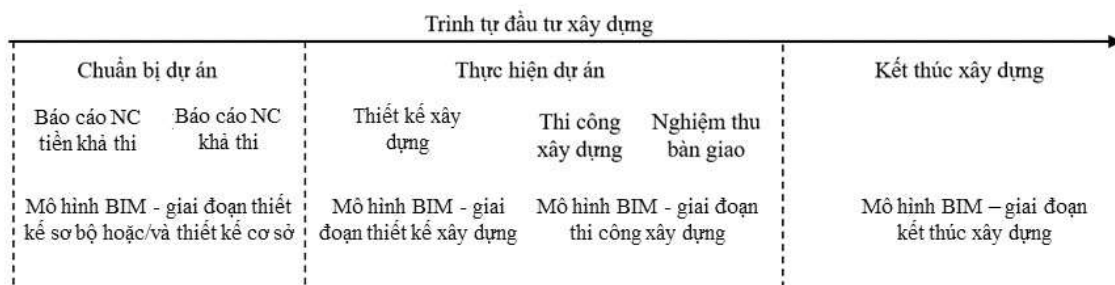 Trình tự đầu tư xây dựng
Chuẩn bị dự án
Thực hiện dự án
Kết thúc xây dựng
Báo cáo NC
tiền khả thi
Báo cáo NC
khả thi
Thiết kế xây
dựng
Thi công
xây dựng
Nghiệm thu
bàn giao
Mô hình BIM - giai đoạn thiết
kế sơ bộ hoặc/và thiết kế cơ sở
Mô hình BIM - giai
đoạn thiết kế xây dựng
Mô hình BIM - giai đoạn
thi công xây dựng
Mô hình BIM – giai đoạn
kết thúc xây dựng